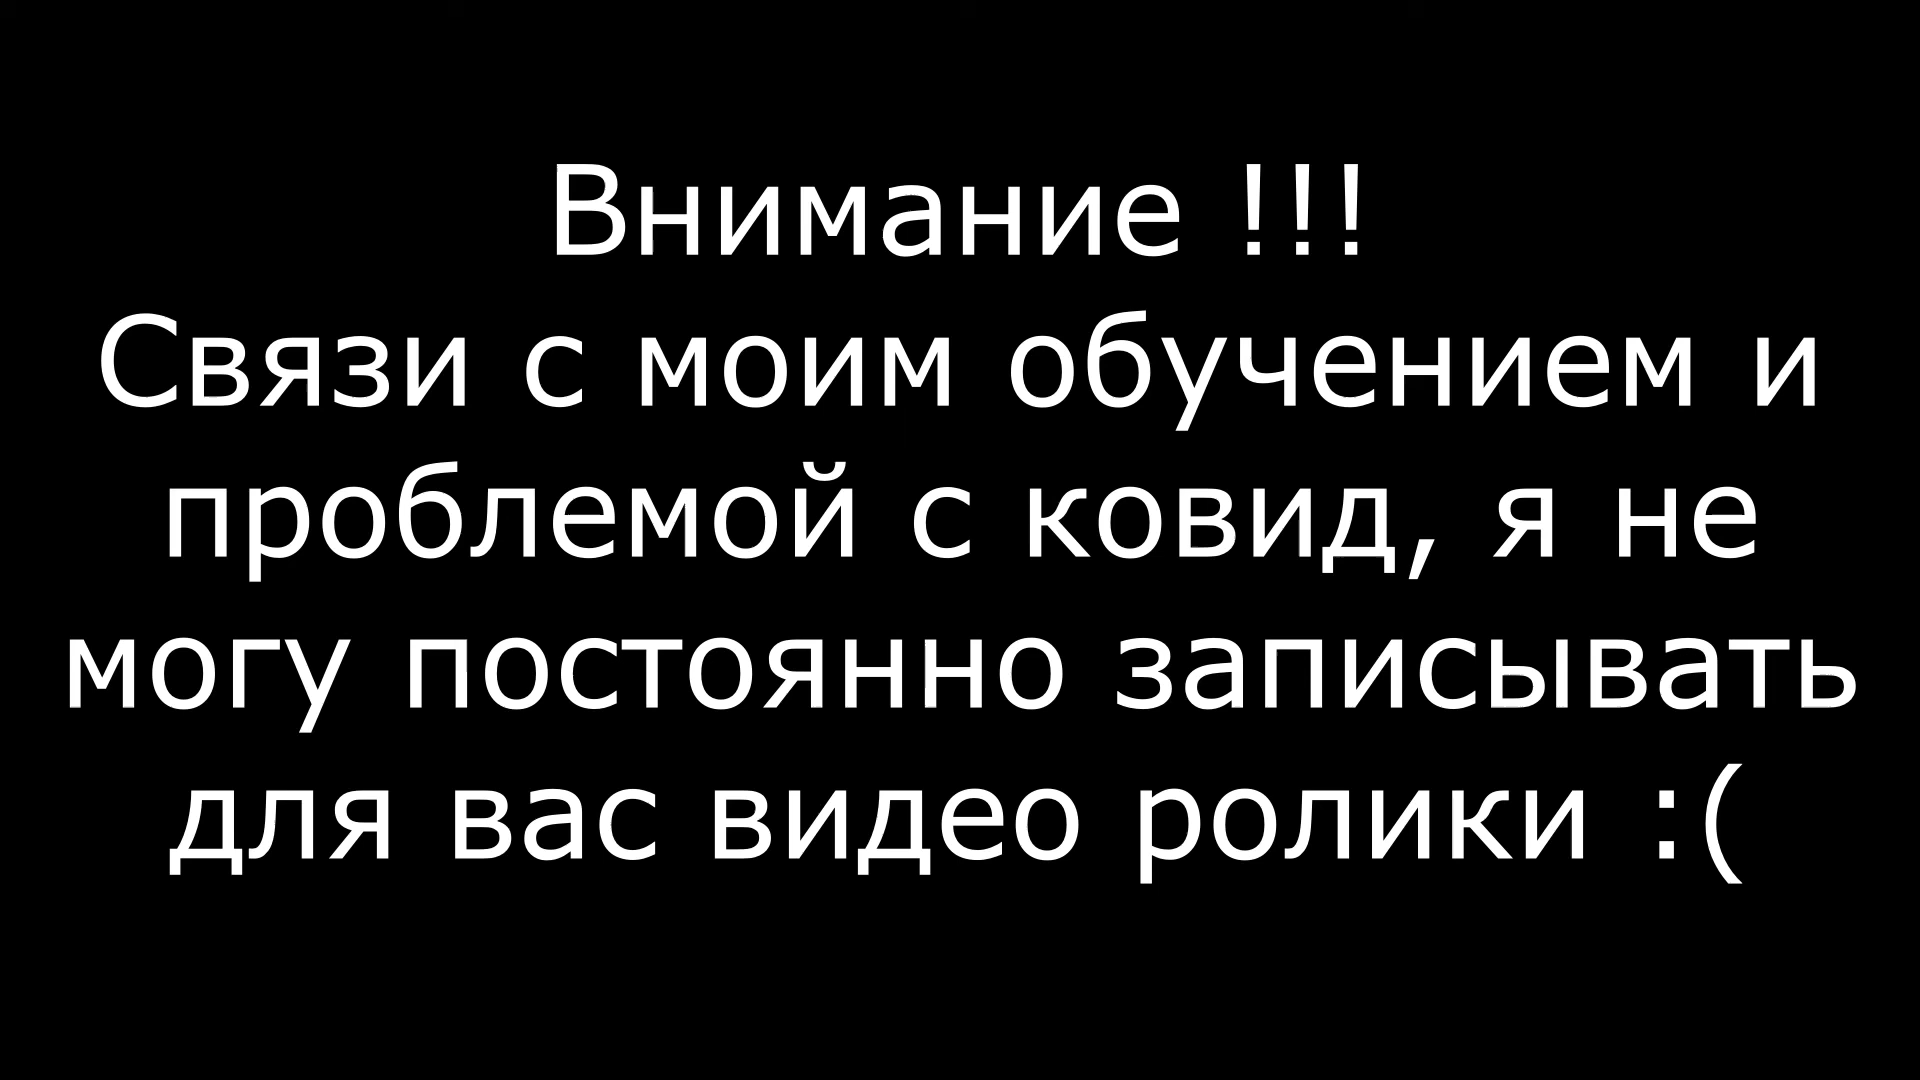 Внимание !!!
Связи с моим обучением и
проблемой с ковид, я не
могу постоянно записывать
для вас видео ролики :(